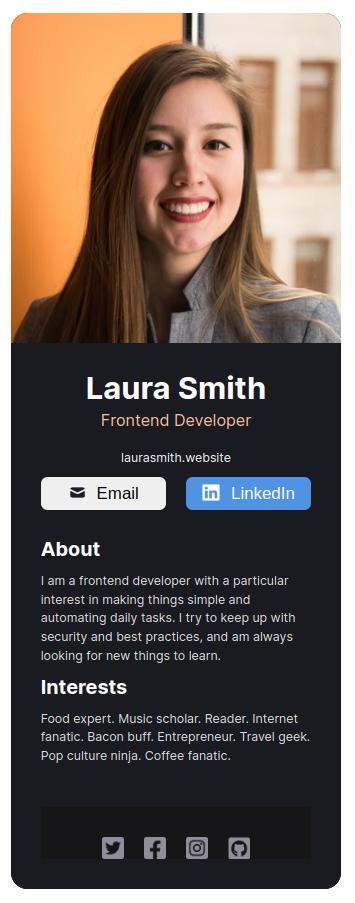 Laura Smith
Frontend Developer
laurasmith.website
Email
LinkedIn
About
I am a frontend developer with a particular
interest in making things simple and
automating daily tasks. I try to keep up with
security and best practices, and am always
looking for new things to learn.
Interests
Food expert. Music scholar. Reader. Internet
fanatic. Bacon buff. Entrepreneur. Travel geek.
Pop culture ninja. Coffee fanatic.